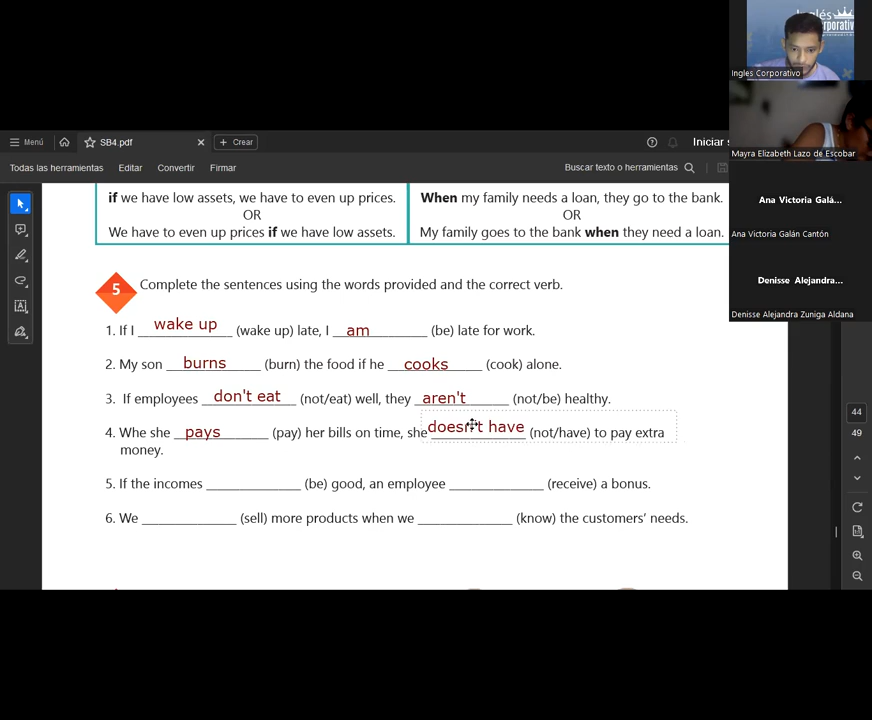 Inglés
Corporativo
Ingles Corporativo
Menú
SB4.pdf
Crear
Iniciar s
Todas las herramientas
Editar
Convertir
Firmar
Buscar texto o herramientas
Mayra Elizabeth Lazo de Escobar
Ana Victoria Galá...
Ana Victoria Galán Cantón
Denisse Alejandra...
Denisse Alejandra Zuniga Aldana
if we have low assets, we have to even up prices.
OR
We have to even up prices if we have low assets.
When my family needs a loan, they go to the bank.
OR
My family goes to the bank when they need a loan.
5 Complete the sentences using the words provided and the correct verb.
1. If I wake up (wake up) late, I am (be) late for work.
2. My son burns (burn) the food if he cooks (cook) alone.
3. If employees don't eat (not/eat) well, they aren't (not/be) healthy.
4. Whe she pays (pay) her bills on time, she doesn't have (not/have) to pay extra
money.
5. If the incomes ____________ (be) good, an employee ____________ (receive) a bonus.
6. We ____________ (sell) more products when we ____________ (know) the customers' needs.
44
49